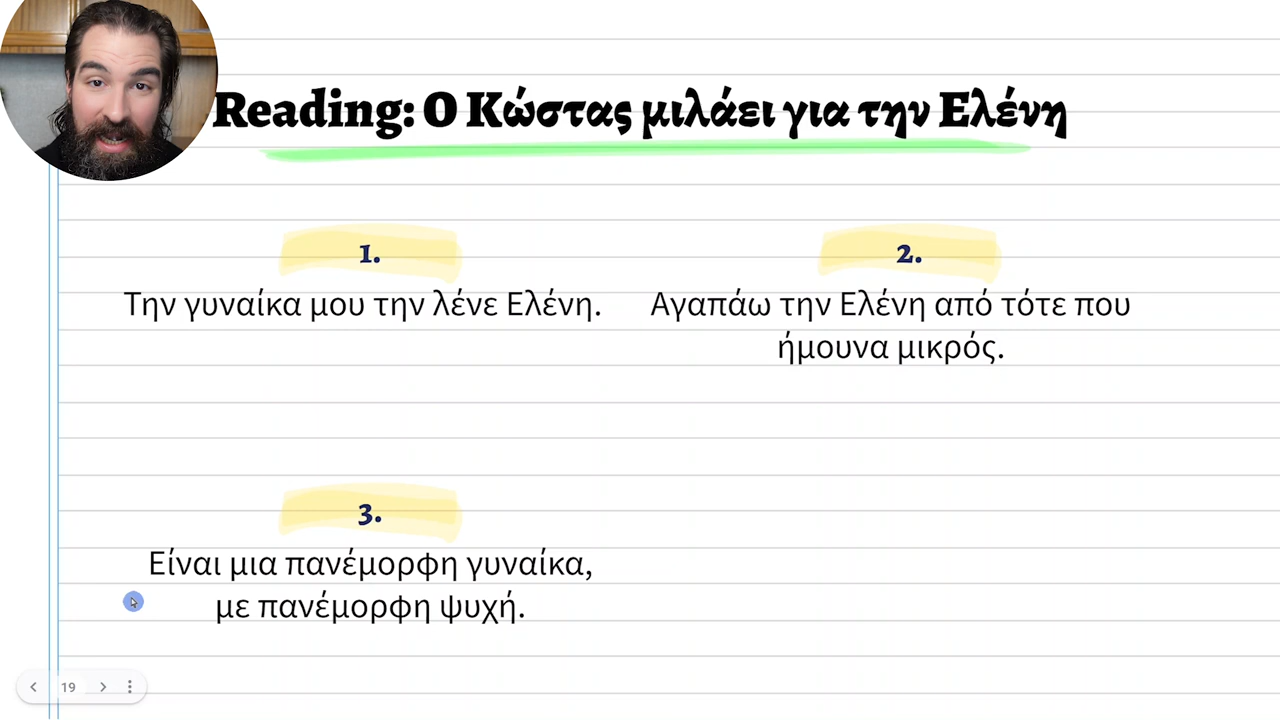 Reading: Ο Κώστας μιλάει για την Ελένη
1.
Την γυναίκα μου την λένε Ελένη.
2.
Αγαπάω την Ελένη από τότε που
ήμουνα μικρός.
3.
Είναι μια πανέμορφη γυναίκα,
με πανέμορφη ψυχή.
19